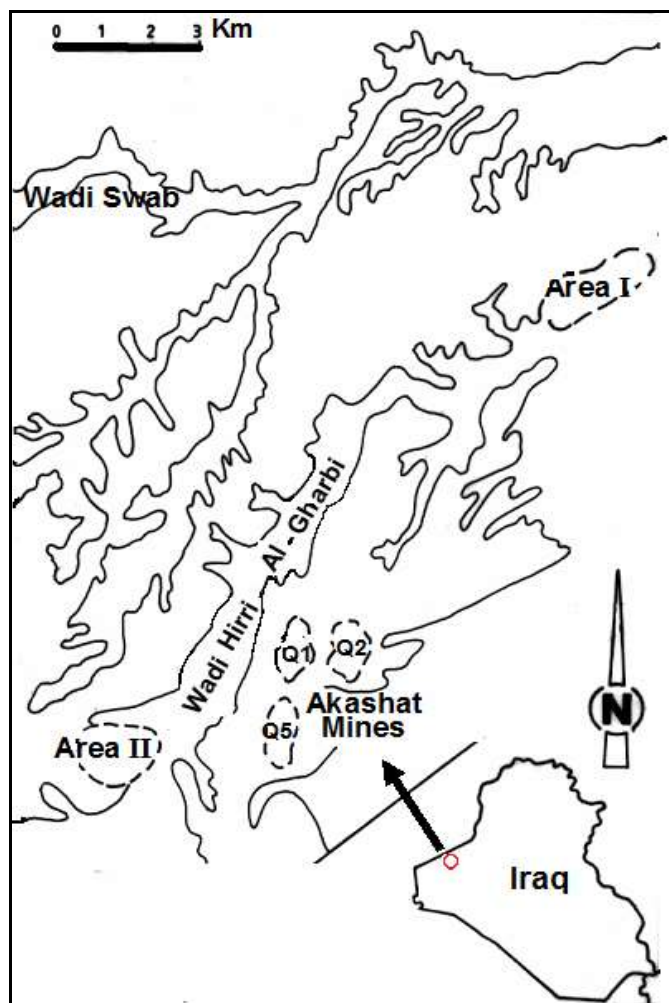 0 1 2 3 Km
Wadi Swab
Area I
Wadi Hirri Al - Gharbi
Q1
Q2
Akashat
Mines
Q5
Area II
N
Iraq